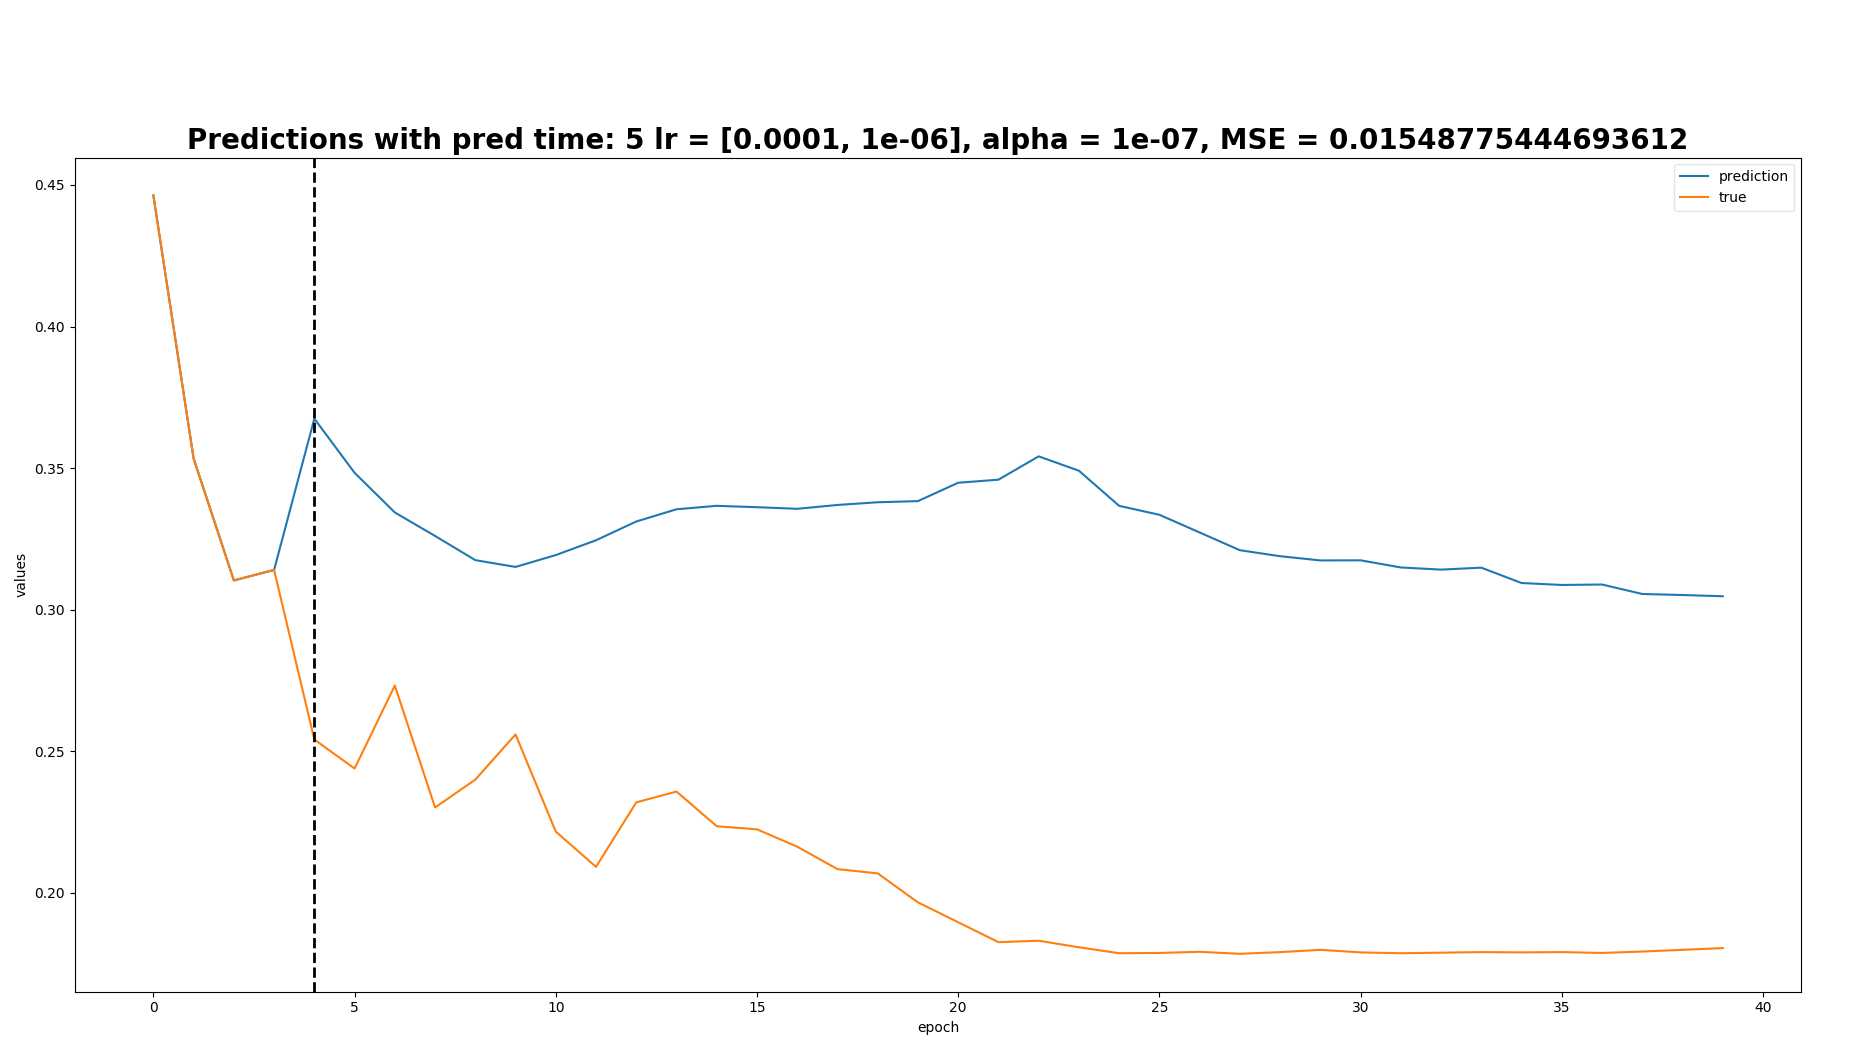 Predictions with pred time: 5 lr = [0.0001, 1e-06], alpha = 1e-07, MSE = 0.01548775444693612
prediction
true
0.45
0.40
0.35
0.30
0.25
0.20
values
0 5 10 15 20 25 30 35 40
epoch